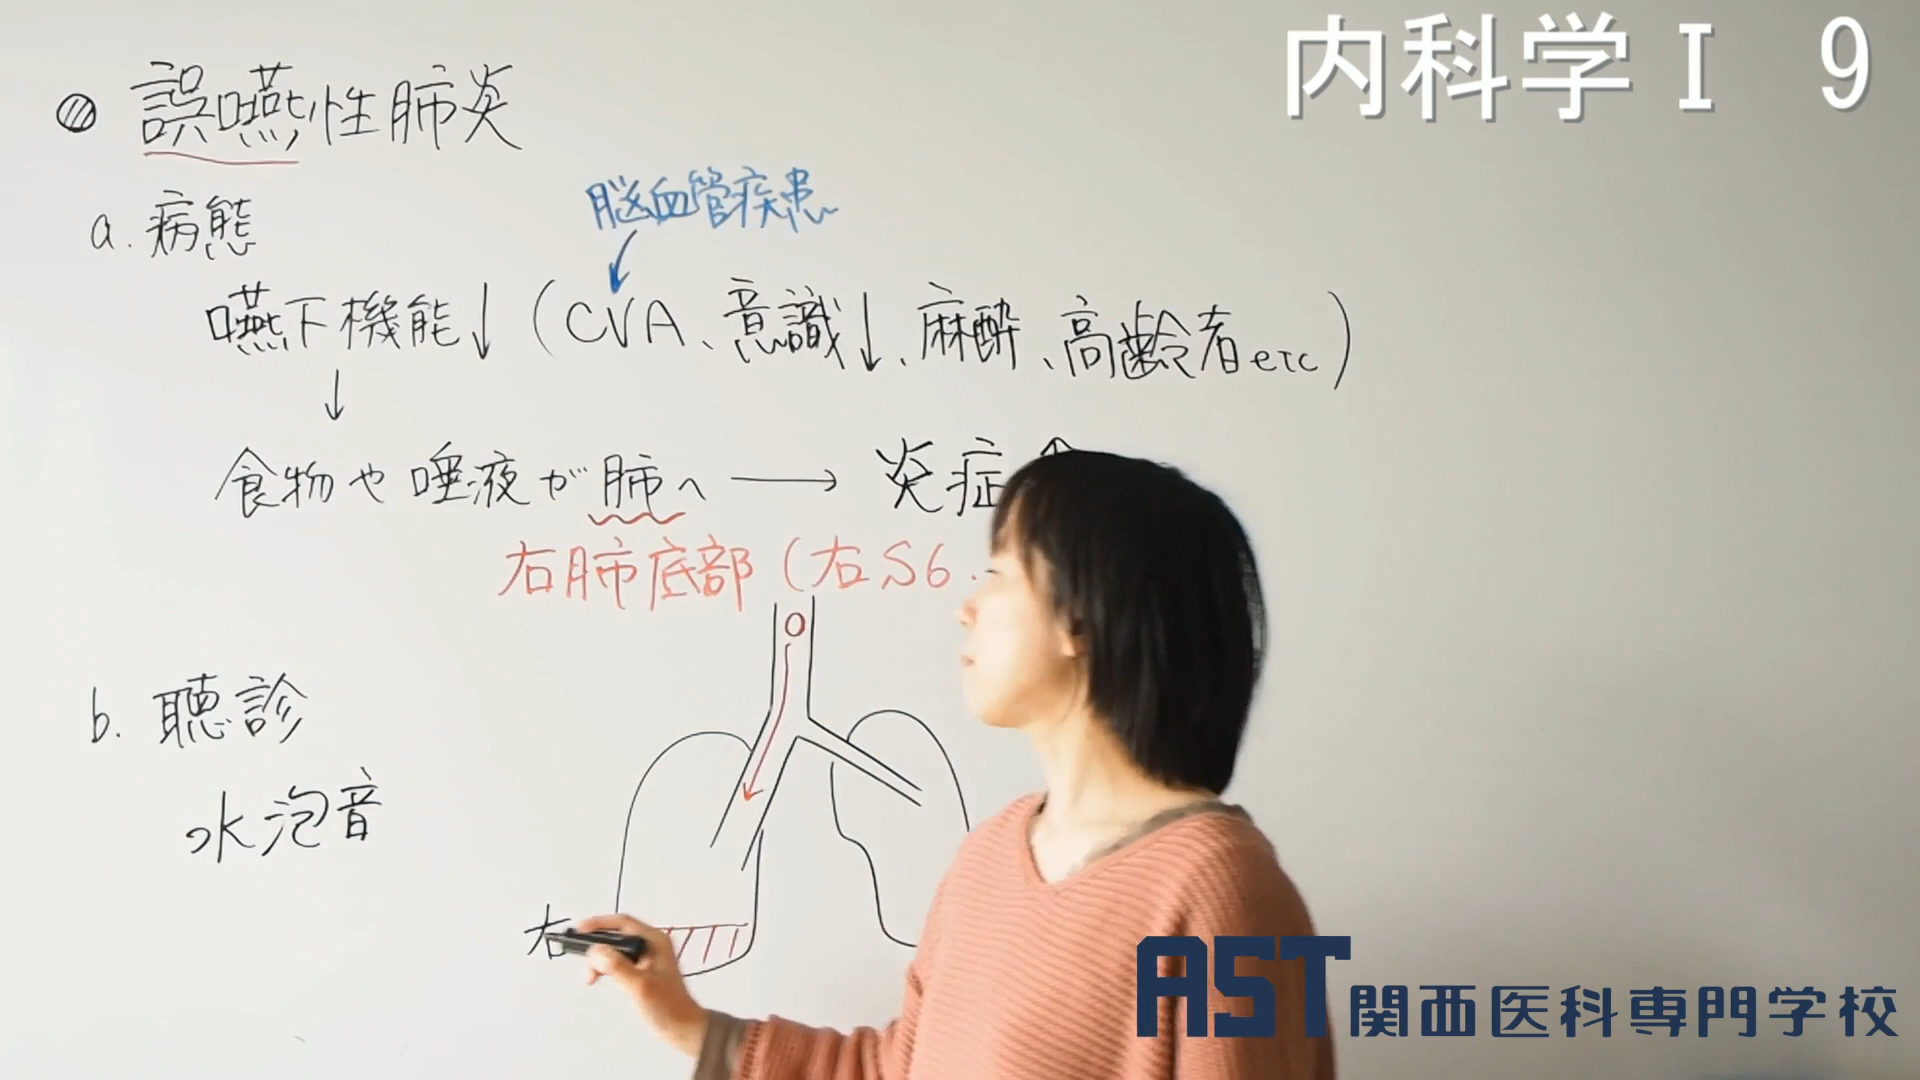 内科学Ⅰ 9
誤嚥性肺炎
a. 病態
脳血管疾患
嚥下機能↓(CVA、意識↓、麻酔、高齢者etc)
↓
食物や唾液が肺へ → 炎症
右肺底部(右S6.
b. 聴診
水泡音
右
AST関西医科専門学校